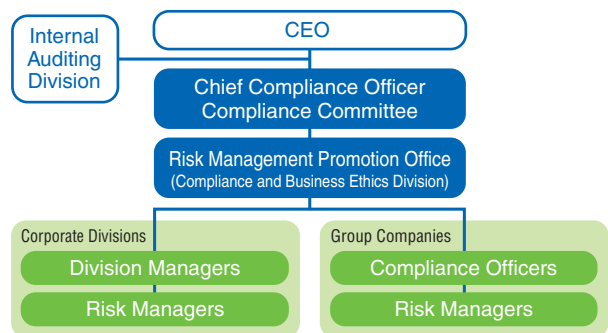 Internal
Auditing
Division
CEO
Chief Compliance Officer
Compliance Committee
Risk Management Promotion Office
(Compliance and Business Ethics Division)
Corporate Divisions
Division Managers
Risk Managers
Group Companies
Compliance Officers
Risk Managers